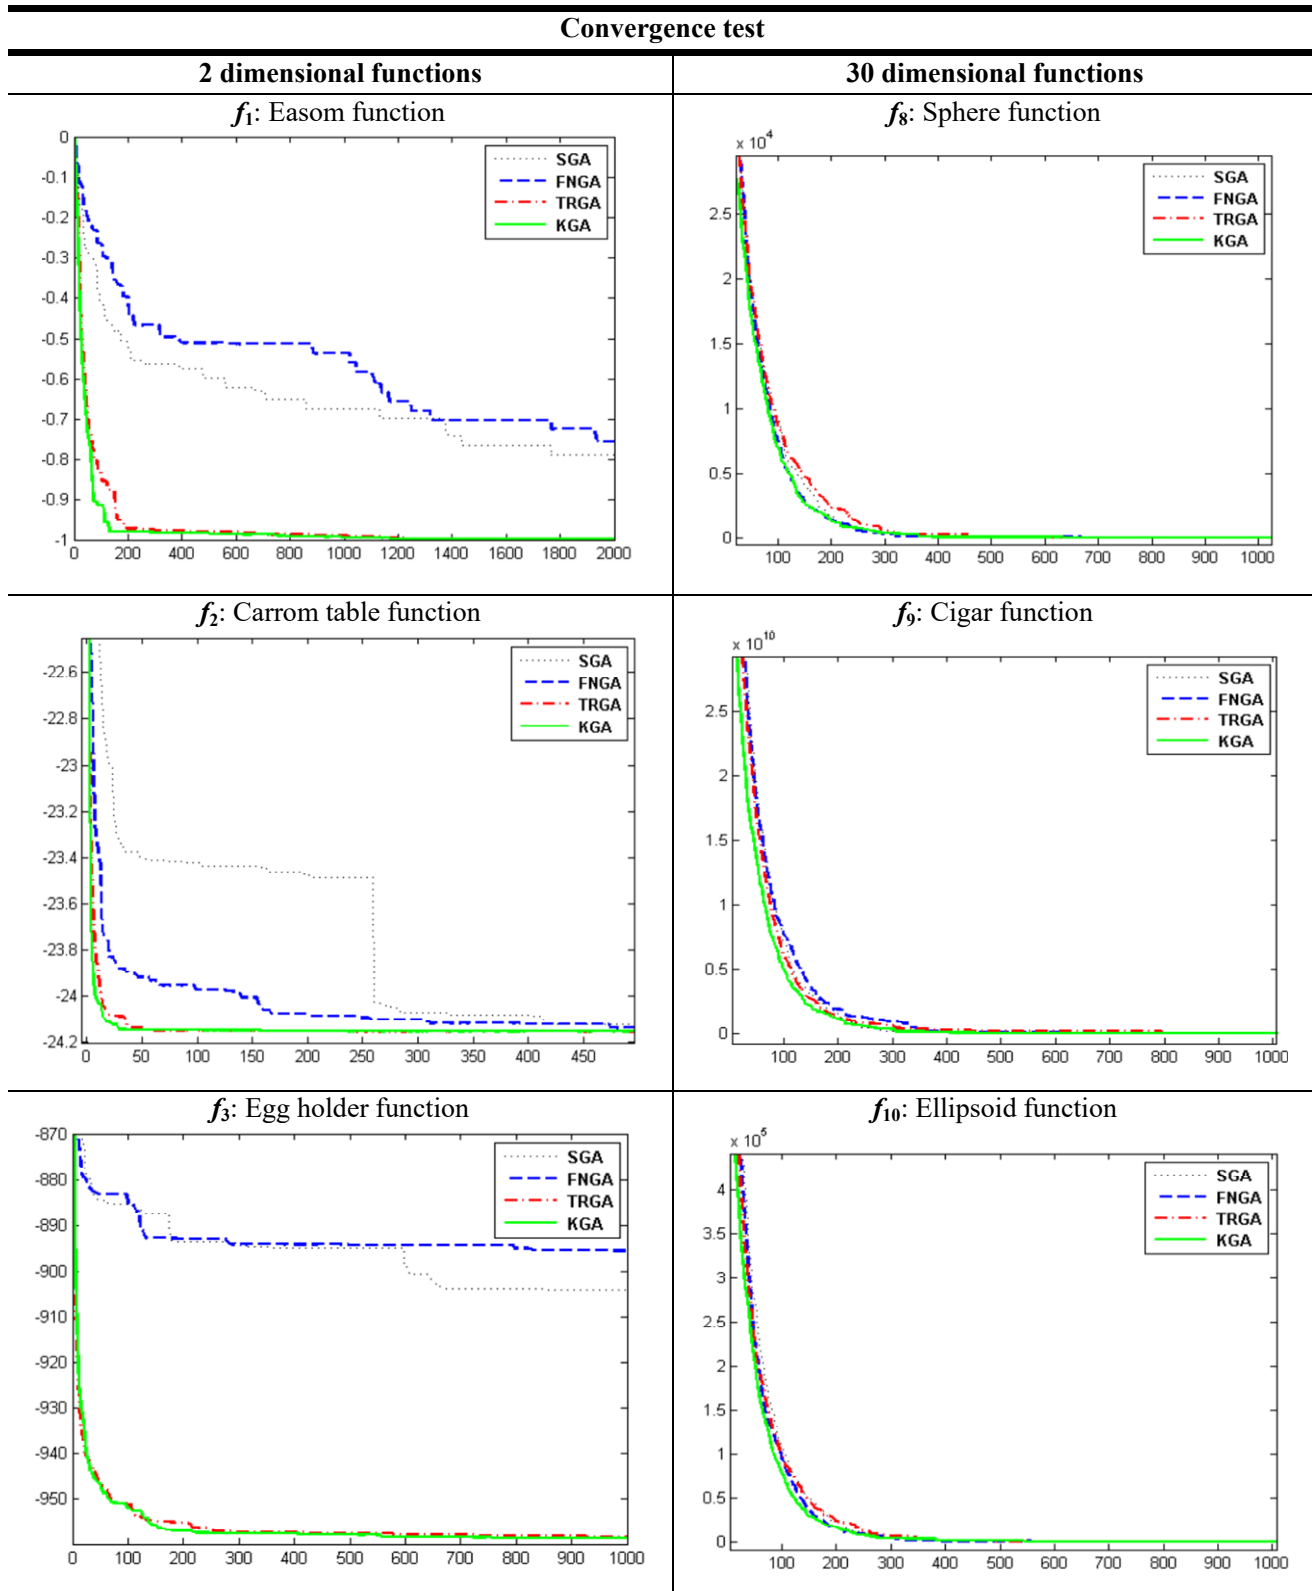 Convergence test
2 dimensional functions
30 dimensional functions
f1: Easom function
0
-0.1
-0.2
-0.3
-0.4
-0.5
-0.6
-0.7
-0.8
-0.9
-1
0 200 400 600 800 1000 1200 1400 1600 1800 2000
SGA
FNGA
TRGA
KGA
f8: Sphere function
x 10^4
2.5
2
1.5
1
0.5
0
100 200 300 400 500 600 700 800 900 1000
SGA
FNGA
TRGA
KGA
f2: Carrom table function
-22.6
-22.8
-23
-23.2
-23.4
-23.6
-23.8
-24
-24.2
0 50 100 150 200 250 300 350 400 450
SGA
FNGA
TRGA
KGA
f9: Cigar function
x 10^10
2.5
2
1.5
1
0.5
0
100 200 300 400 500 600 700 800 900 1000
SGA
FNGA
TRGA
KGA
f3: Egg holder function
-870
-880
-890
-900
-910
-920
-930
-940
-950
0 100 200 300 400 500 600 700 800 900 1000
SGA
FNGA
TRGA
KGA
f10: Ellipsoid function
x 10^5
4
3.5
3
2.5
2
1.5
1
0.5
0
100 200 300 400 500 600 700 800 900 1000
SGA
FNGA
TRGA
KGA